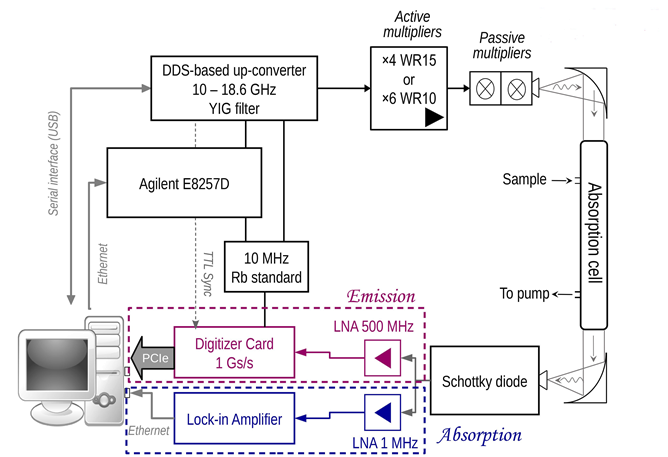 Active
multipliers
Passive
multipliers
DDS-based up-converter
10 – 18.6 GHz
YIG filter
×4 WR15
or
×6 WR10
Serial interface (USB)
Agilent E8257D
Sample
Absorption cell
Ethernet
TTL Sync
10 MHz
Rb standard
To pump
Emission
LNA 500 MHz
Digitizer Card
1 Gs/s
PCIe
Schottky diode
Lock-in Amplifier
Ethernet
LNA 1 MHz
Absorption